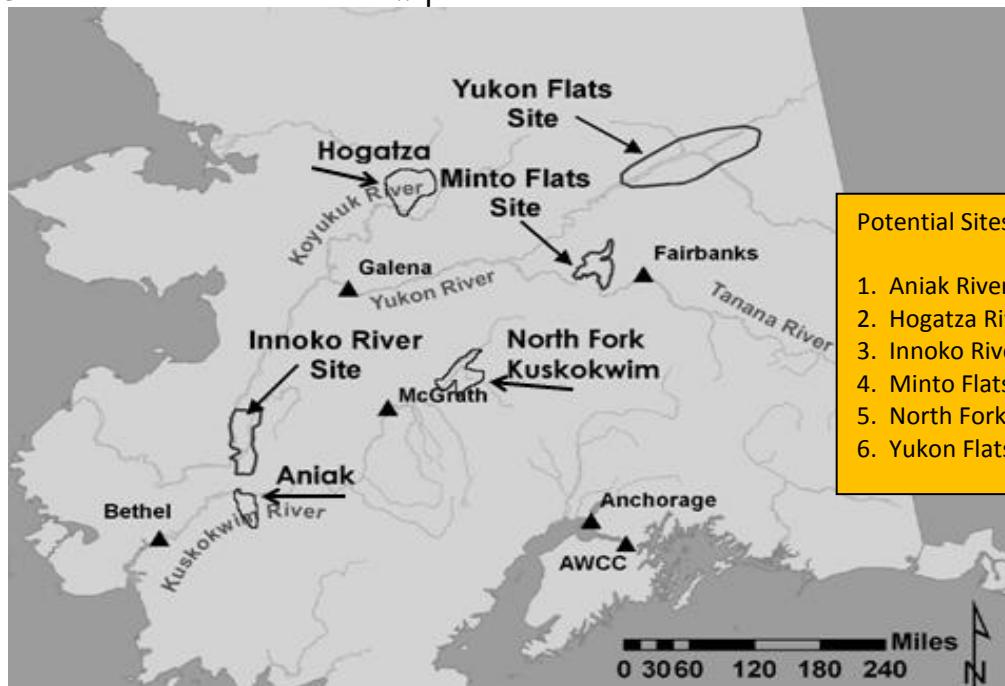 Yukon Flats
Site
Hogatza
Minto Flats
Site
Koyukuk River
Galena
Yukon River
Fairbanks
Tanana River
Innoko River
Site
North Fork
Kuskokwim
McGrath
Aniak
Bethel
Kuskokwim River
Anchorage
AWCC
Miles
0 30 60 120 180 240
N
Potential Sites
1. Aniak River
2. Hogatza Ri
3. Innoko Rive
4. Minto Flats
5. North Fork
6. Yukon Flats